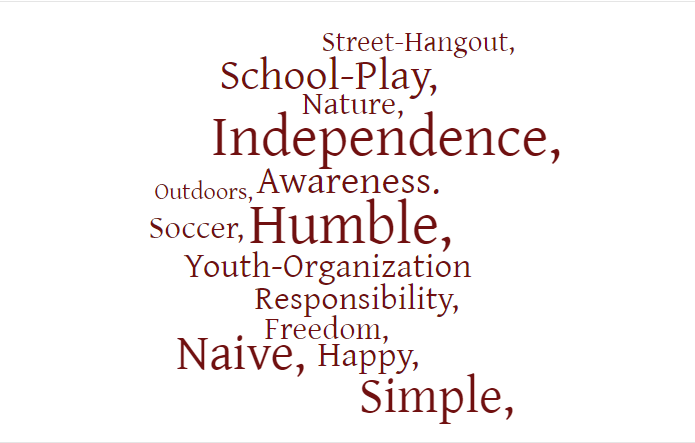 Street-Hangout,
School-Play,
Nature,
Independence,
Awareness.
Outdoors,
Soccer,
Humble,
Youth-Organization
Responsibility,
Freedom,
Naive,
Happy,
Simple,